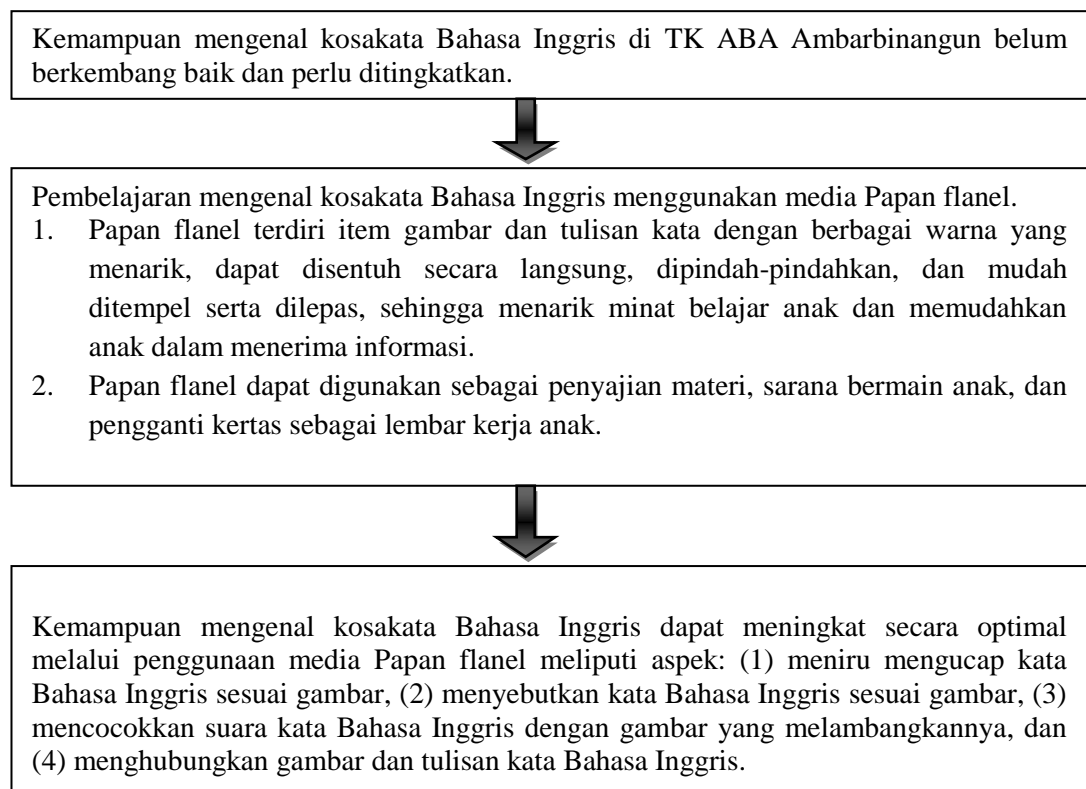 Kemampuan mengenal kosakata Bahasa Inggris di TK ABA Ambarbinangun belum
berkembang baik dan perlu ditingkatkan.
Pembelajaran mengenal kosakata Bahasa Inggris menggunakan media Papan flanel.
1. Papan flanel terdiri item gambar dan tulisan kata dengan berbagai warna yang
menarik, dapat disentuh secara langsung, dipindah-pindahkan, dan mudah
ditempel serta dilepas, sehingga menarik minat belajar anak dan memudahkan
anak dalam menerima informasi.
2. Papan flanel dapat digunakan sebagai penyajian materi, sarana bermain anak, dan
pengganti kertas sebagai lembar kerja anak.
Kemampuan mengenal kosakata Bahasa Inggris dapat meningkat secara optimal
melalui penggunaan media Papan flanel meliputi aspek: (1) meniru mengucap kata
Bahasa Inggris sesuai gambar, (2) menyebutkan kata Bahasa Inggris sesuai gambar, (3)
mencocokkan suara kata Bahasa Inggris dengan gambar yang melambangkannya, dan
(4) menghubungkan gambar dan tulisan kata Bahasa Inggris.